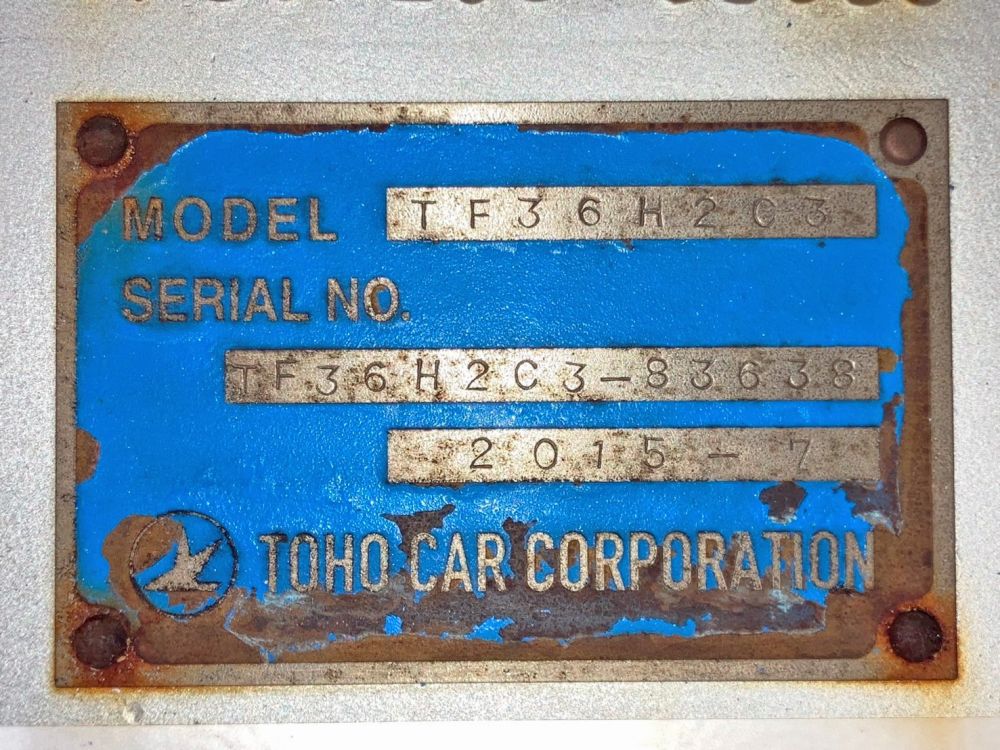 MODEL TF36H2C3
SERIAL NO.
TF36H2C3-83638
2015-7
TOHO CAR CORPORATION